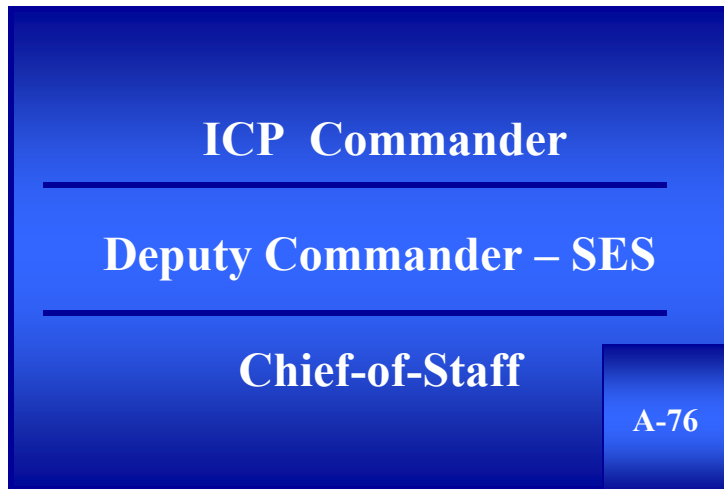 ICP Commander
Deputy Commander – SES
Chief-of-Staff
A-76